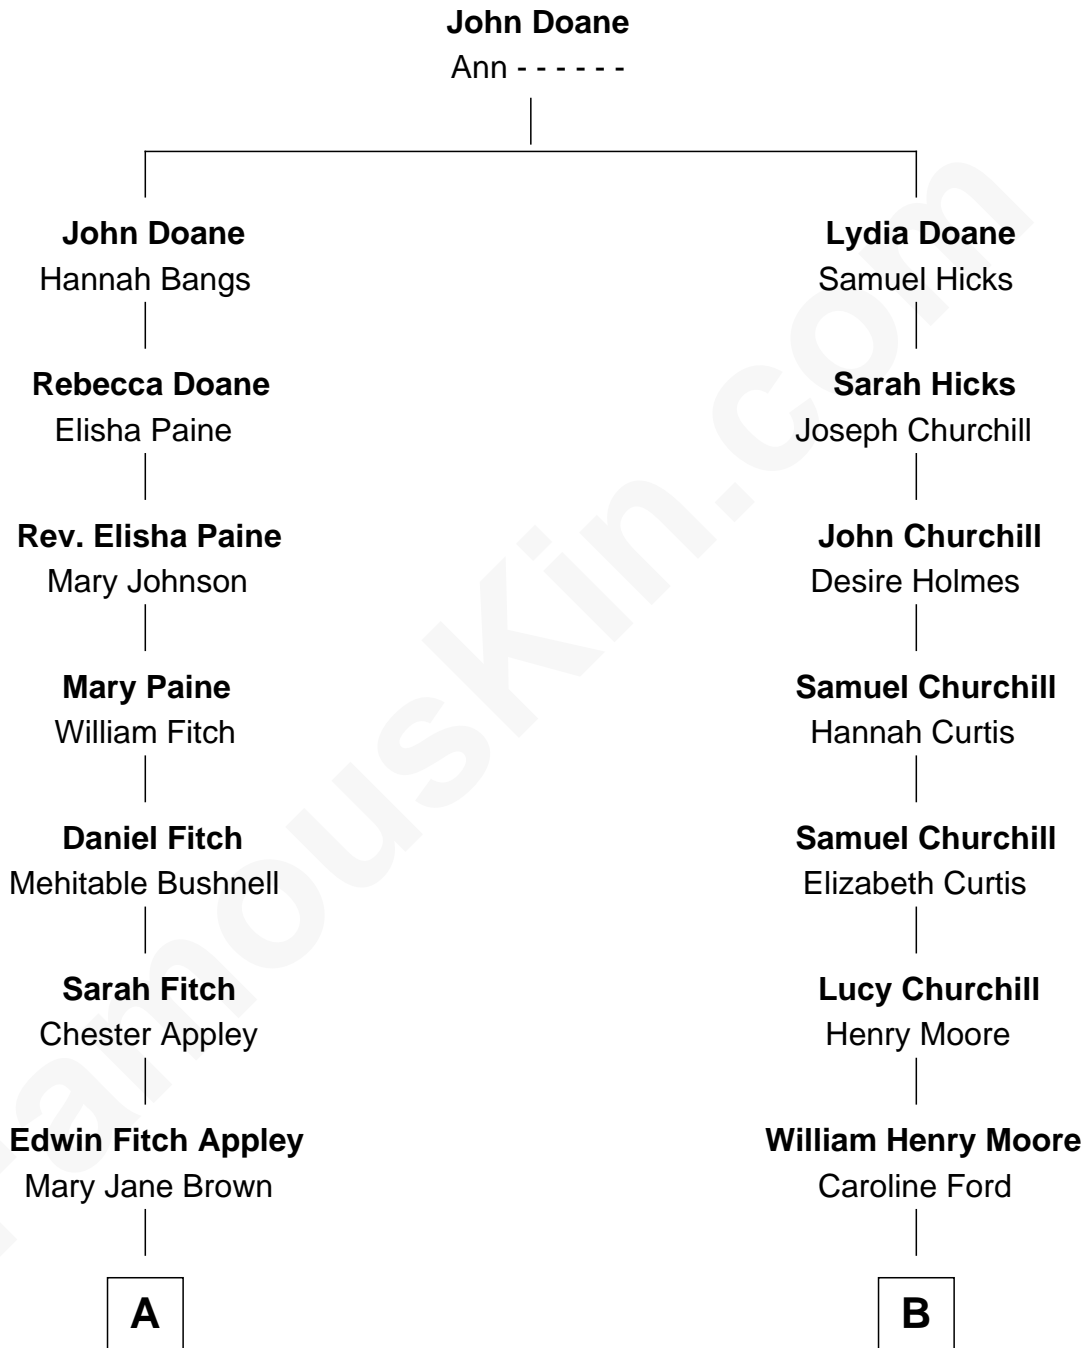 John Doane
Ann - - - - - -
John Doane
Hannah Bangs
Lydia Doane
Samuel Hicks
Rebecca Doane
Elisha Paine
Sarah Hicks
Joseph Churchill
Rev. Elisha Paine
Mary Johnson
John Churchill
Desire Holmes
Mary Paine
William Fitch
Samuel Churchill
Hannah Curtis
Daniel Fitch
Mehitable Bushnell
Samuel Churchill
Elizabeth Curtis
Sarah Fitch
Chester Appley
Lucy Churchill
Henry Moore
Edwin Fitch Appley
Mary Jane Brown
William Henry Moore
Caroline Ford
A
B
FamousKin.com